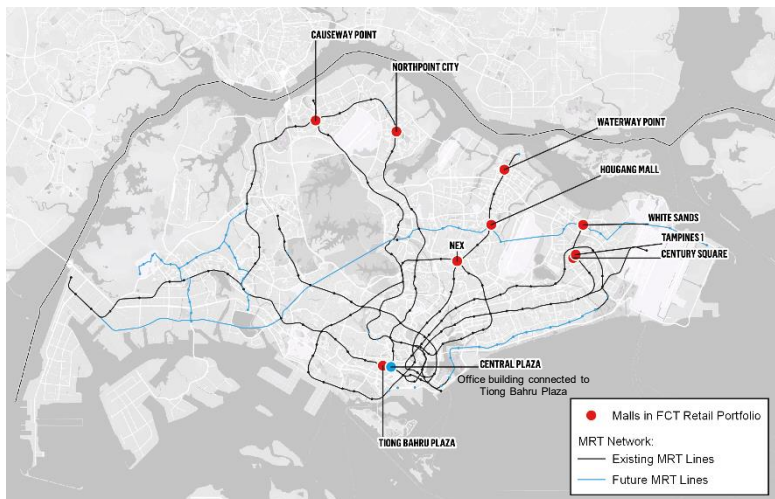 CAUSEWAY POINT
NORTHPOINT CITY
WATERWAY POINT
HOUGANG MALL
WHITE SANDS
TAMPINES 1
NEX
CENTURY SQUARE
CENTRAL PLAZA
Office building connected to
Tiong Bahru Plaza
TIONG BAHRU PLAZA
Malls in FCT Retail Portfolio
MRT Network:
Existing MRT Lines
Future MRT Lines